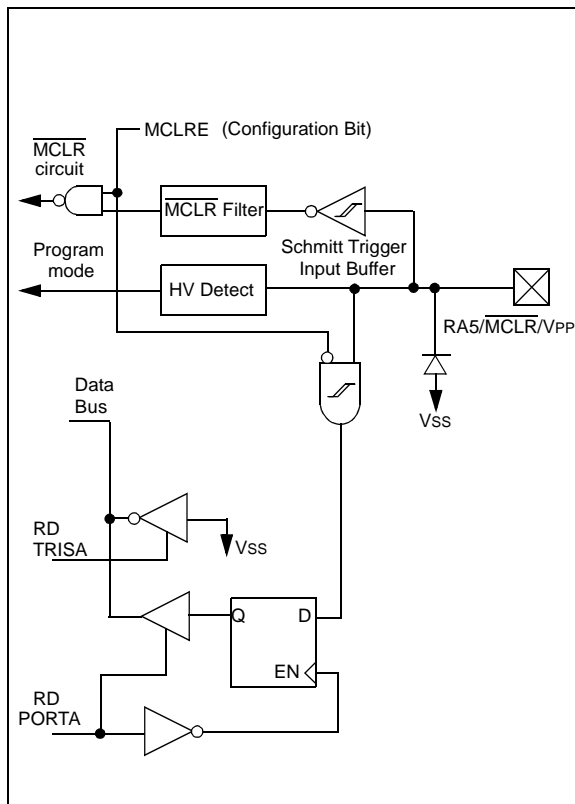 MCLRE (Configuration Bit)
MCLR
circuit
MCLR Filter
Schmitt Trigger
Input Buffer
Program
mode
HV Detect
RA5/MCLR/VPP
VSS
Data
Bus
RD
TRISA
VSS
Q
D
EN
RD
PORTA